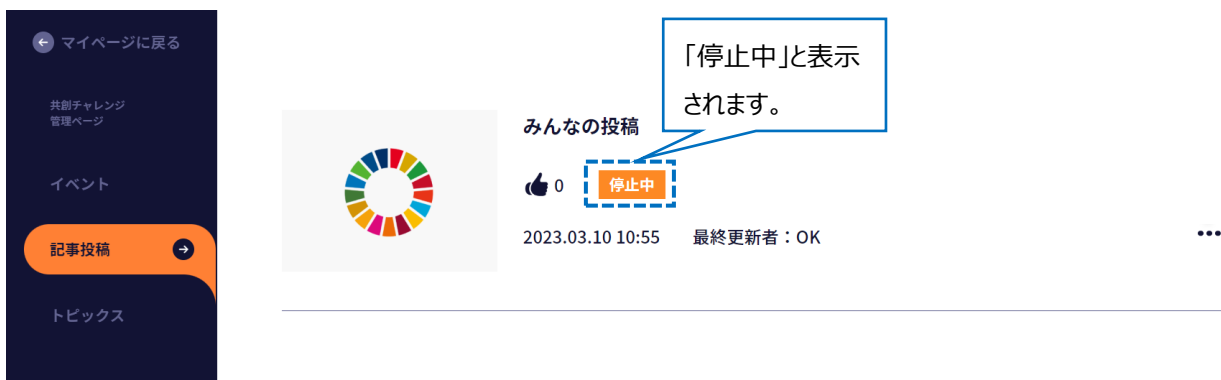 マイページに戻る
共創チャレンジ
管理ページ
イベント
記事投稿
トピックス
「停止中」と表示
されます。
みんなの投稿
0 停止中
2023.03.10 10:55 最終更新者：OK